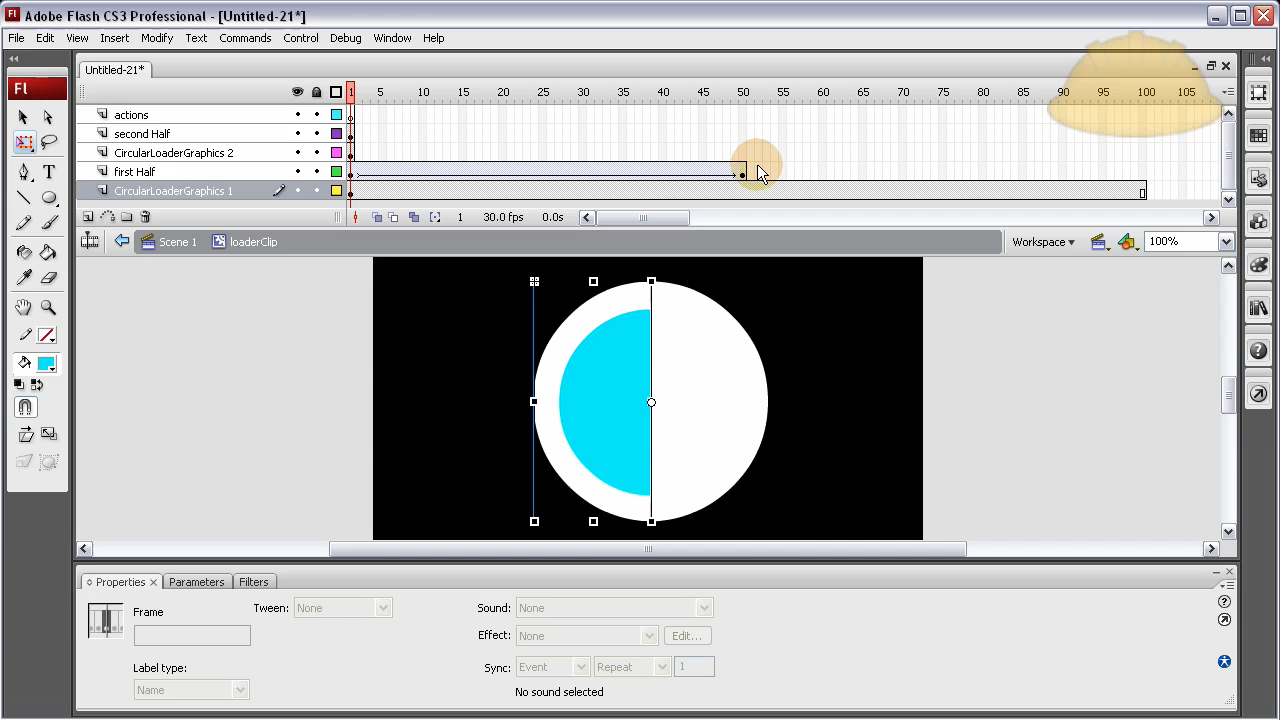 Adobe Flash CS3 Professional - [Untitled-21*]
File Edit View Insert Modify Text Commands Control Debug Window Help
Fl
Untitled-21*
1 5 10 15 20 25 30 35 40 45 50 55 60 65 70 75 80 85 90 95 100 105
actions
second Half
CircularLoaderGraphics 2
first Half
CircularLoaderGraphics 1
1 30.0 fps 0.0s
Scene 1 loaderClip Workspace 100%
Properties Parameters Filters
Frame Tween: None Sound: None
Effect: None Edit...
Label type: Sync: Event Repeat 1
Name No sound selected